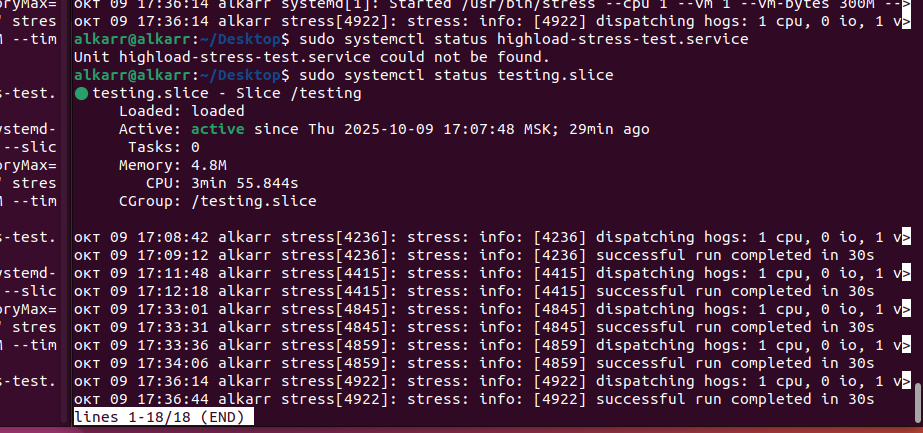 oryMax=
окт 09 17:36:14 alkarr systemd[1]: Started /usr/bin/stress --cpu 1 --vm 1 --vm-bytes 300M -->
' stres
окт 09 17:36:14 alkarr stress[4922]: stress: info: [4922] dispatching hogs: 1 cpu, 0 io, 1 v>
M --tim
alkarr@alkarr:~/Desktop$ sudo systemctl status highload-stress-test.service
Unit highload-stress-test.service could not be found.
alkarr@alkarr:~/Desktop$ sudo systemctl status testing.slice
s-test.
● testing.slice - Slice /testing
Loaded: loaded
ystemd-
Active: active since Thu 2025-10-09 17:07:48 MSK; 29min ago
--slic
Tasks: 0
oryMax=
Memory: 4.8M
' stres
CPU: 3min 55.844s
M --tim
CGroup: /testing.slice
s-test.
окт 09 17:08:42 alkarr stress[4236]: stress: info: [4236] dispatching hogs: 1 cpu, 0 io, 1 v>
окт 09 17:09:12 alkarr stress[4236]: stress: info: [4236] successful run completed in 30s
ystemd-
окт 09 17:11:48 alkarr stress[4415]: stress: info: [4415] dispatching hogs: 1 cpu, 0 io, 1 v>
--slic
окт 09 17:12:18 alkarr stress[4415]: stress: info: [4415] successful run completed in 30s
oryMax=
окт 09 17:33:01 alkarr stress[4845]: stress: info: [4845] dispatching hogs: 1 cpu, 0 io, 1 v>
' stres
окт 09 17:33:31 alkarr stress[4845]: stress: info: [4845] successful run completed in 30s
M --tim
окт 09 17:33:36 alkarr stress[4859]: stress: info: [4859] dispatching hogs: 1 cpu, 0 io, 1 v>
окт 09 17:34:06 alkarr stress[4859]: stress: info: [4859] successful run completed in 30s
s-test.
окт 09 17:36:14 alkarr stress[4922]: stress: info: [4922] dispatching hogs: 1 cpu, 0 io, 1 v>
окт 09 17:36:44 alkarr stress[4922]: stress: info: [4922] successful run completed in 30s
lines 1-18/18 (END)